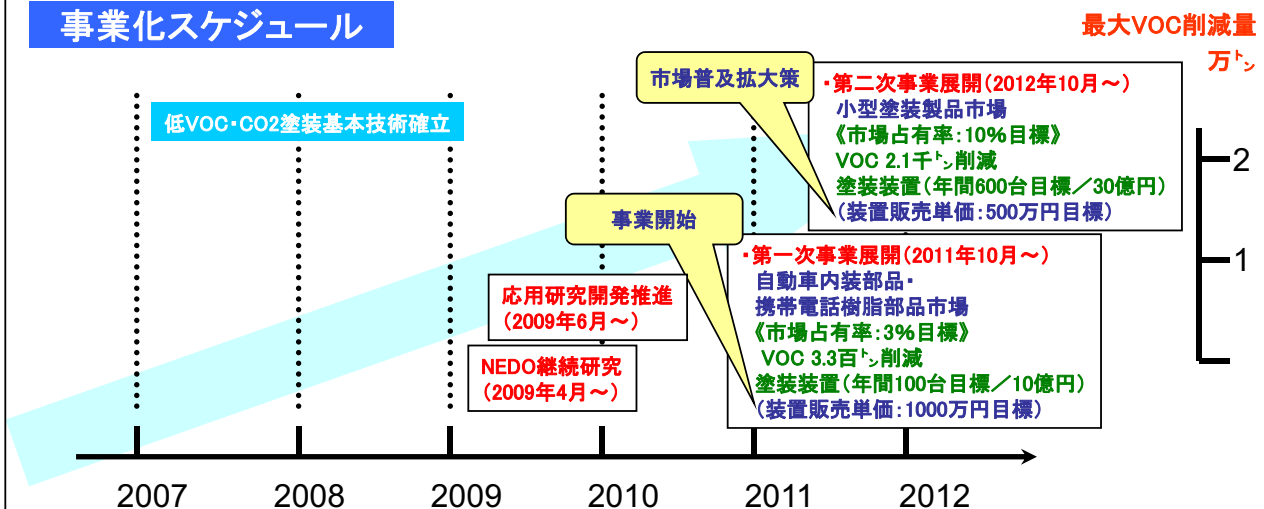 事業化スケジュール
最大VOC削減量
万㌧
市場普及拡大策
・第二次事業展開(2012年10月～)
小型塗装製品市場
《市場占有率:10%目標》
VOC 2.1千㌧削減
塗装装置(年間600台目標／30億円)
(装置販売単価:500万円目標)
低VOC・CO2塗装基本技術確立
2
1
事業開始
・第一次事業展開(2011年10月～)
自動車内装部品・
携帯電話樹脂部品市場
《市場占有率:3%目標》
VOC 3.3百㌧削減
塗装装置(年間100台目標／10億円)
(装置販売単価:1000万円目標)
応用研究開発推進
(2009年6月～)
NEDO継続研究
(2009年4月～)
2007 2008 2009 2010 2011 2012